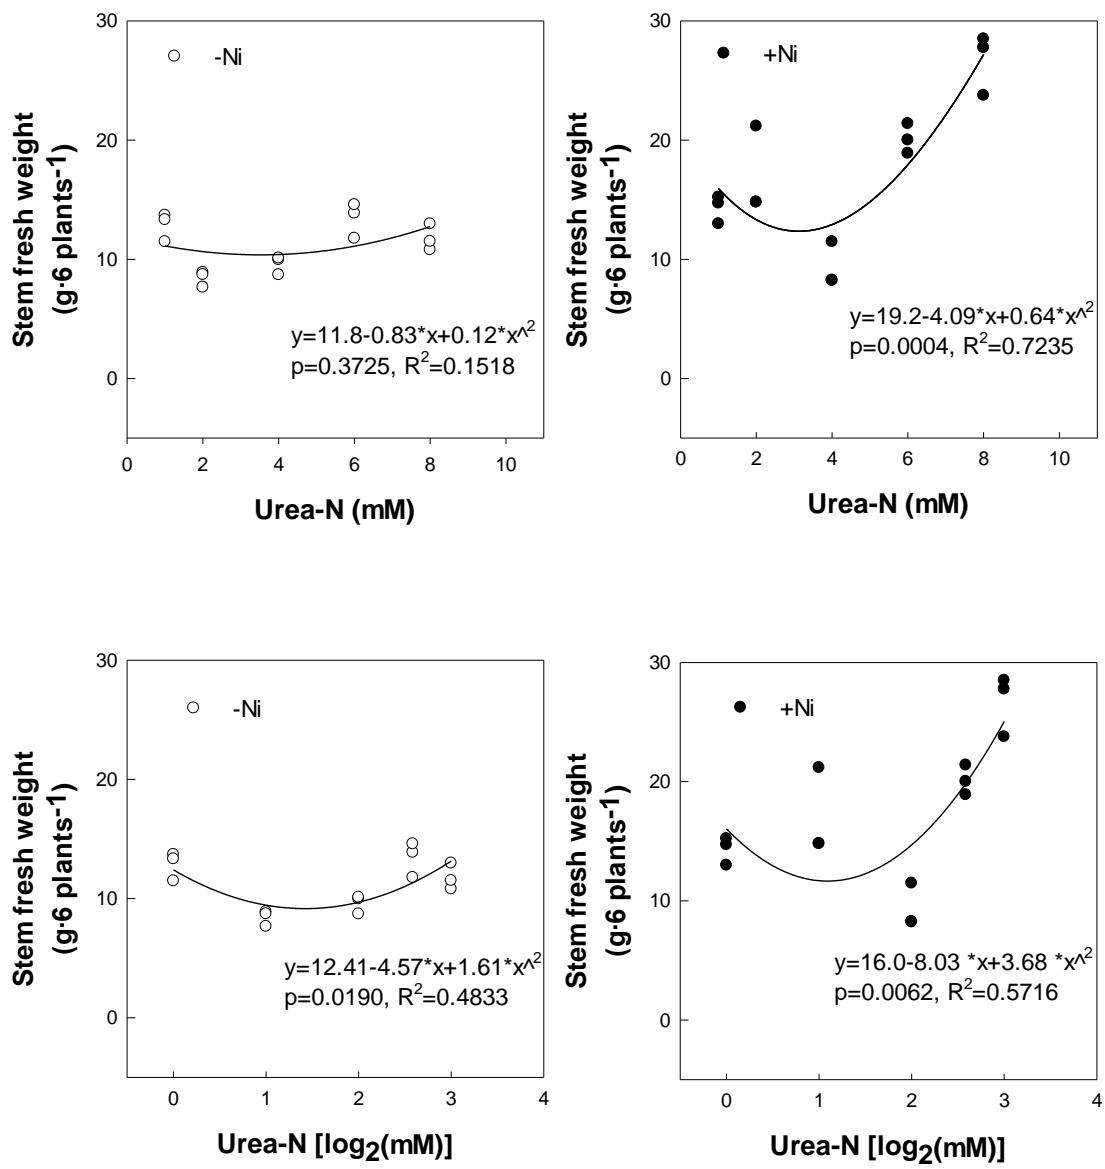 30
20
10
0
Stem fresh weight
(g·6 plants⁻¹)
-Ni
y=11.8-0.83*x+0.12*x^2
p=0.3725, R²=0.1518
0 2 4 6 8 10
Urea-N (mM)
30
20
10
0
Stem fresh weight
(g·6 plants⁻¹)
+Ni
y=19.2-4.09*x+0.64*x^2
p=0.0004, R²=0.7235
0 2 4 6 8 10
Urea-N (mM)
30
20
10
0
Stem fresh weight
(g·6 plants⁻¹)
-Ni
y=12.41-4.57*x+1.61*x^2
p=0.0190, R²=0.4833
0 1 2 3 4
Urea-N [log₂(mM)]
30
20
10
0
Stem fresh weight
(g·6 plants⁻¹)
+Ni
y=16.0-8.03 *x+3.68 *x^2
p=0.0062, R²=0.5716
0 1 2 3 4
Urea-N [log₂(mM)]